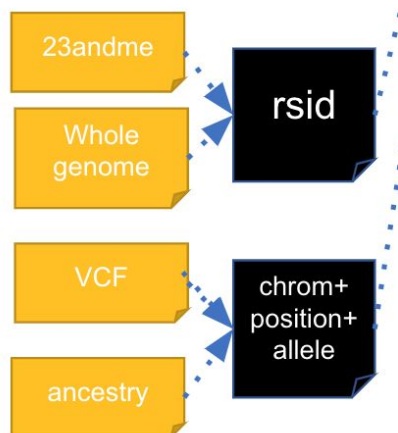 23andme
rsid
Whole
genome
VCF
chrom+
position+
allele
ancestry